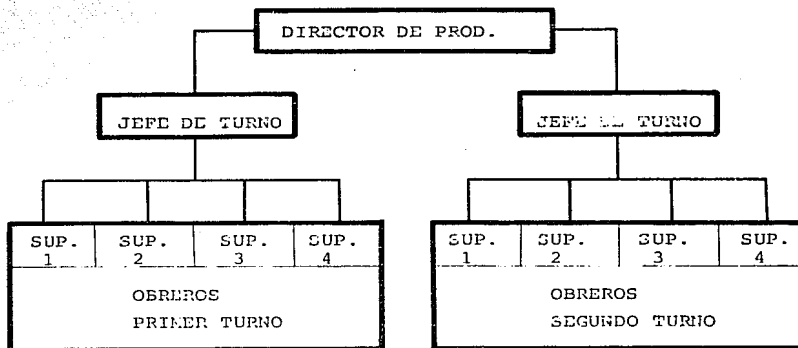 DIRECTOR DE PROD.
JEFE DE TURNO
JEFE DE TURNO
SUP. 1 SUP. 2 SUP. 3 SUP. 4
SUP. 1 SUP. 2 SUP. 3 SUP. 4
OBREROS
PRIMER TURNO
OBREROS
SEGUNDO TURNO